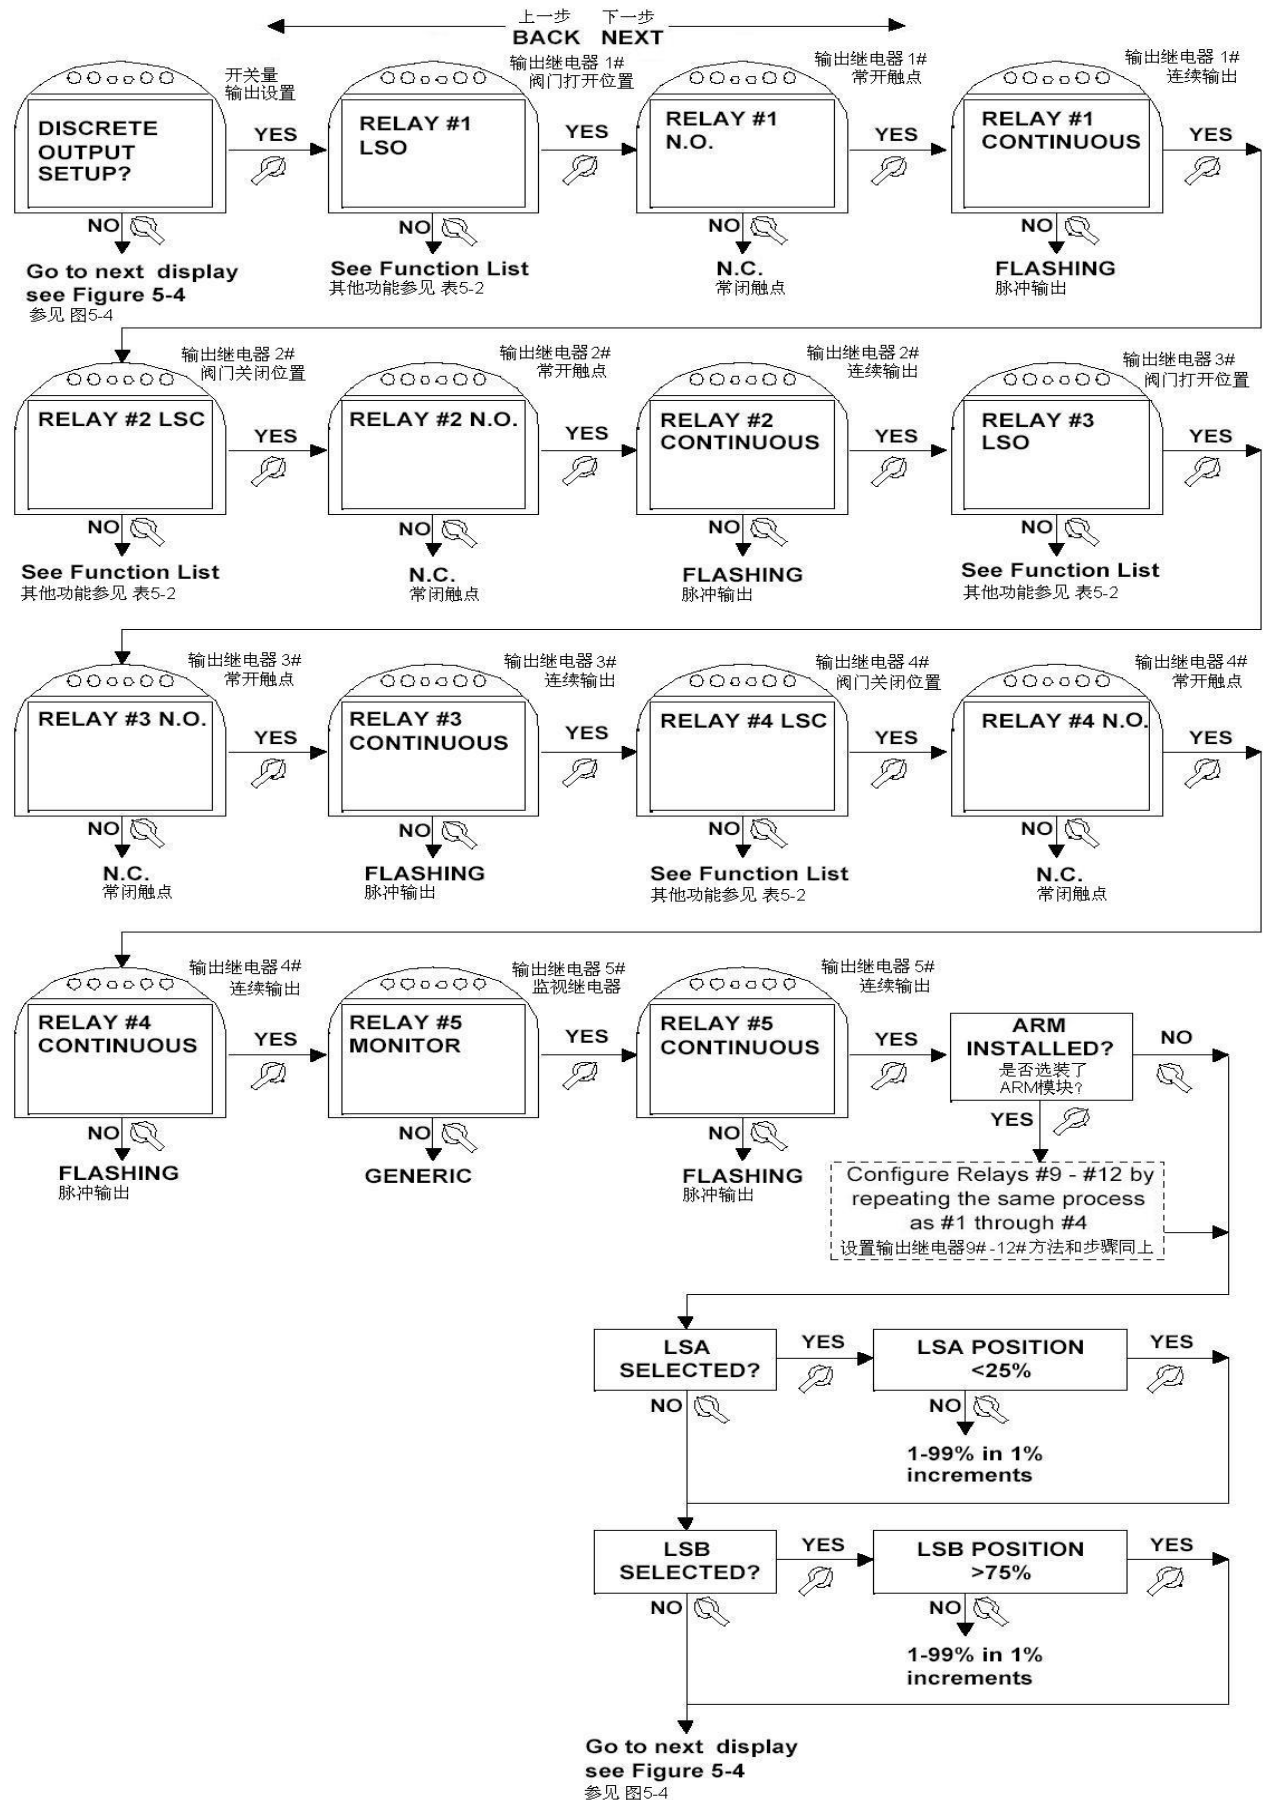 上一步 下一步
BACK NEXT
开关量
输出设置
输出继电器 1#
阀门打开位置
输出继电器 1#
常开触点
输出继电器 1#
连续输出
DISCRETE
OUTPUT
SETUP?
YES
RELAY #1
LSO
YES
RELAY #1
N.O.
YES
RELAY #1
CONTINUOUS
YES
NO
NO
NO
NO
Go to next display
see Figure 5-4
参见 图5-4
See Function List
其他功能参见 表5-2
N.C.
常闭触点
FLASHING
脉冲输出
输出继电器 2#
阀门关闭位置
输出继电器2#
常开触点
输出继电器2#
连续输出
输出继电器 3#
阀门打开位置
RELAY #2 LSC
YES
RELAY #2 N.O.
YES
RELAY #2
CONTINUOUS
YES
RELAY #3
LSO
YES
NO
NO
NO
NO
See Function List
其他功能参见 表5-2
N.C.
常闭触点
FLASHING
脉冲输出
See Function List
其他功能参见 表5-2
输出继电器 3#
常开触点
输出继电器 3#
连续输出
输出继电器 4#
阀门关闭位置
输出继电器4#
常开触点
RELAY #3 N.O.
YES
RELAY #3
CONTINUOUS
YES
RELAY #4 LSC
YES
RELAY #4 N.O.
YES
NO
NO
NO
NO
N.C.
常闭触点
FLASHING
脉冲输出
See Function List
其他功能参见 表5-2
N.C.
常闭触点
输出继电器4#
连续输出
输出继电器 5#
监视继电器
输出继电器 5#
连续输出
RELAY #4
CONTINUOUS
YES
RELAY #5
MONITOR
YES
RELAY #5
CONTINUOUS
YES
ARM
INSTALLED?
是否选装了
ARM模块?
NO
NO
NO
NO
YES
FLASHING
脉冲输出
GENERIC
FLASHING
脉冲输出
Configure Relays #9 - #12 by
repeating the same process
as #1 through #4
设置输出继电器9# -12# 方法和步骤同上
LSA
SELECTED?
YES
LSA POSITION
<25%
YES
NO
NO
1-99% in 1%
increments
LSB
SELECTED?
YES
LSB POSITION
>75%
YES
NO
NO
1-99% in 1%
increments
Go to next display
see Figure 5-4
参见 图5-4